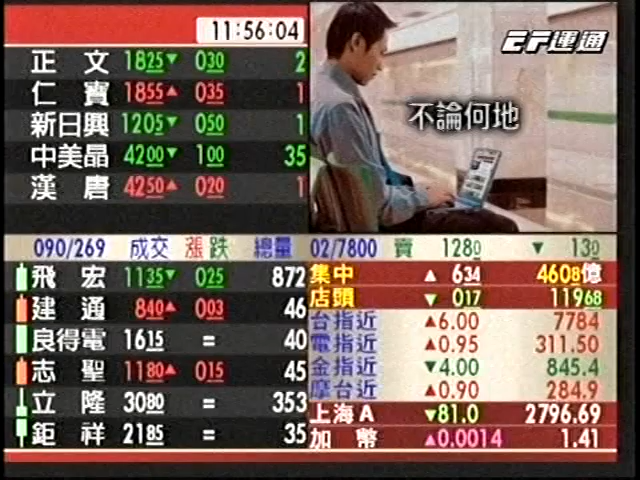 11:56:04
正文 1825▼ 030 2
仁寶 1855▲ 035 1
新日興 1205▼ 050 1
中美晶 4200▼ 100 35
漢唐 4250▲ 020 1
EF運通
不論何地
090/269 成交 漲跌 總量
飛宏 1135▼ 025 872
建通 840▲ 003 46
良得電 1615 = 40
志聖 1180▲ 015 45
立隆 3080 = 353
鉅祥 2185 = 35
02/7800 賣 1280 ▼ 130
集中 ▲ 634 4608億
店頭 ▼ 017 11968
台指近 ▲6.00 7784
電指近 ▲0.95 311.50
金指近 ▼4.00 845.4
摩台近 ▲0.90 284.9
上海A ▼81.0 2796.69
加幣 ▲0.0014 1.41